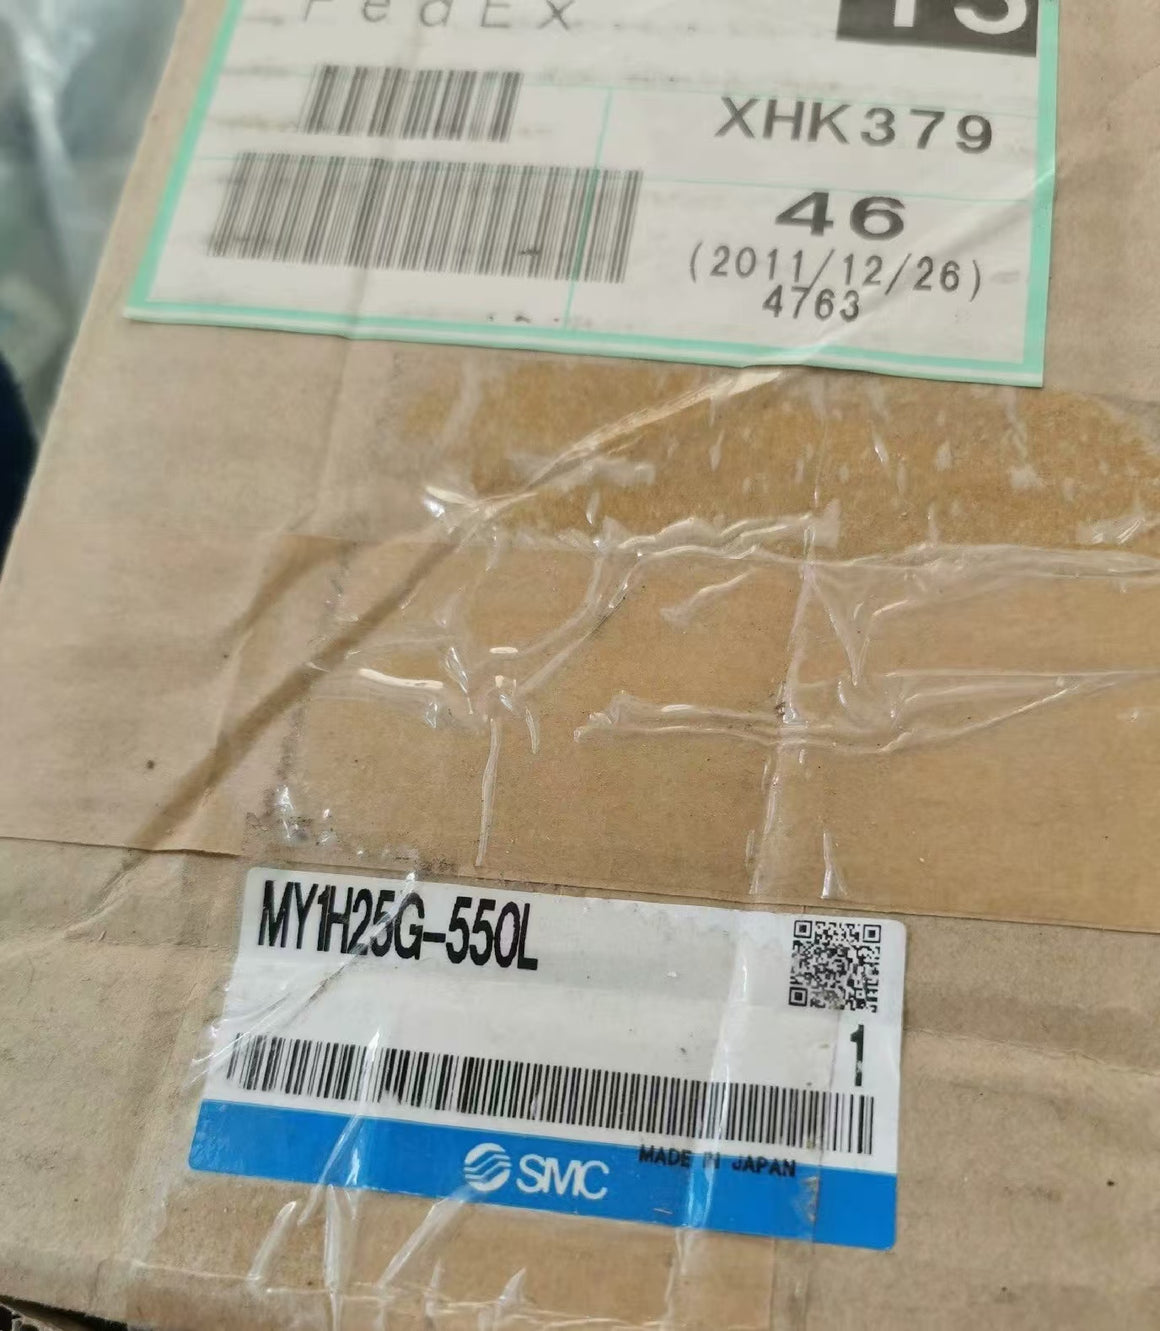 FedEx
XHK379
46
(2011/12/26)
4763
MY1H25G-550L
1
SMC
MADE IN JAPAN